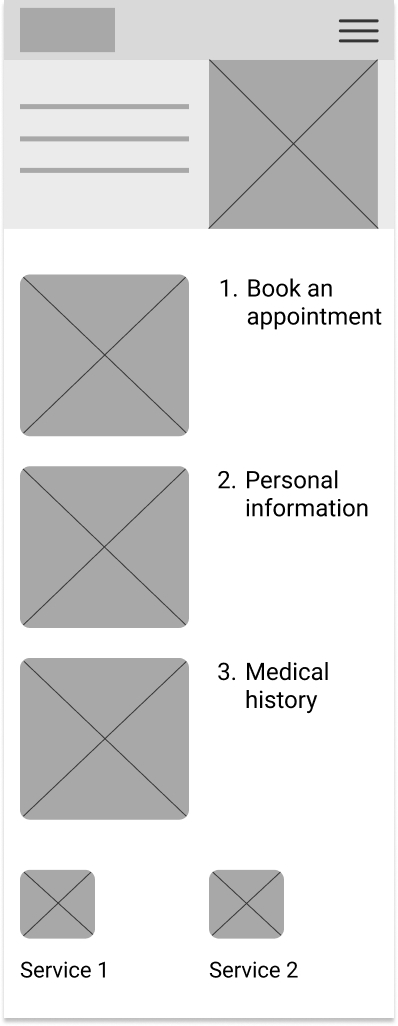 1. Book an
appointment
2. Personal
information
3. Medical
history
Service 1
Service 2